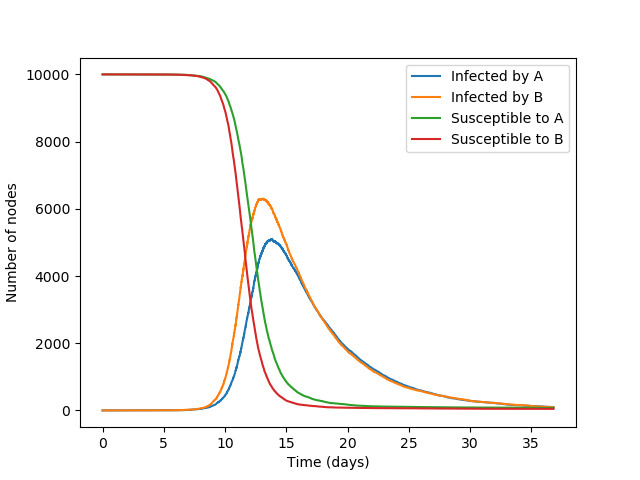 Infected by A
Infected by B
Susceptible to A
Susceptible to B
Number of nodes
10000
8000
6000
4000
2000
0
0 5 10 15 20 25 30 35
Time (days)